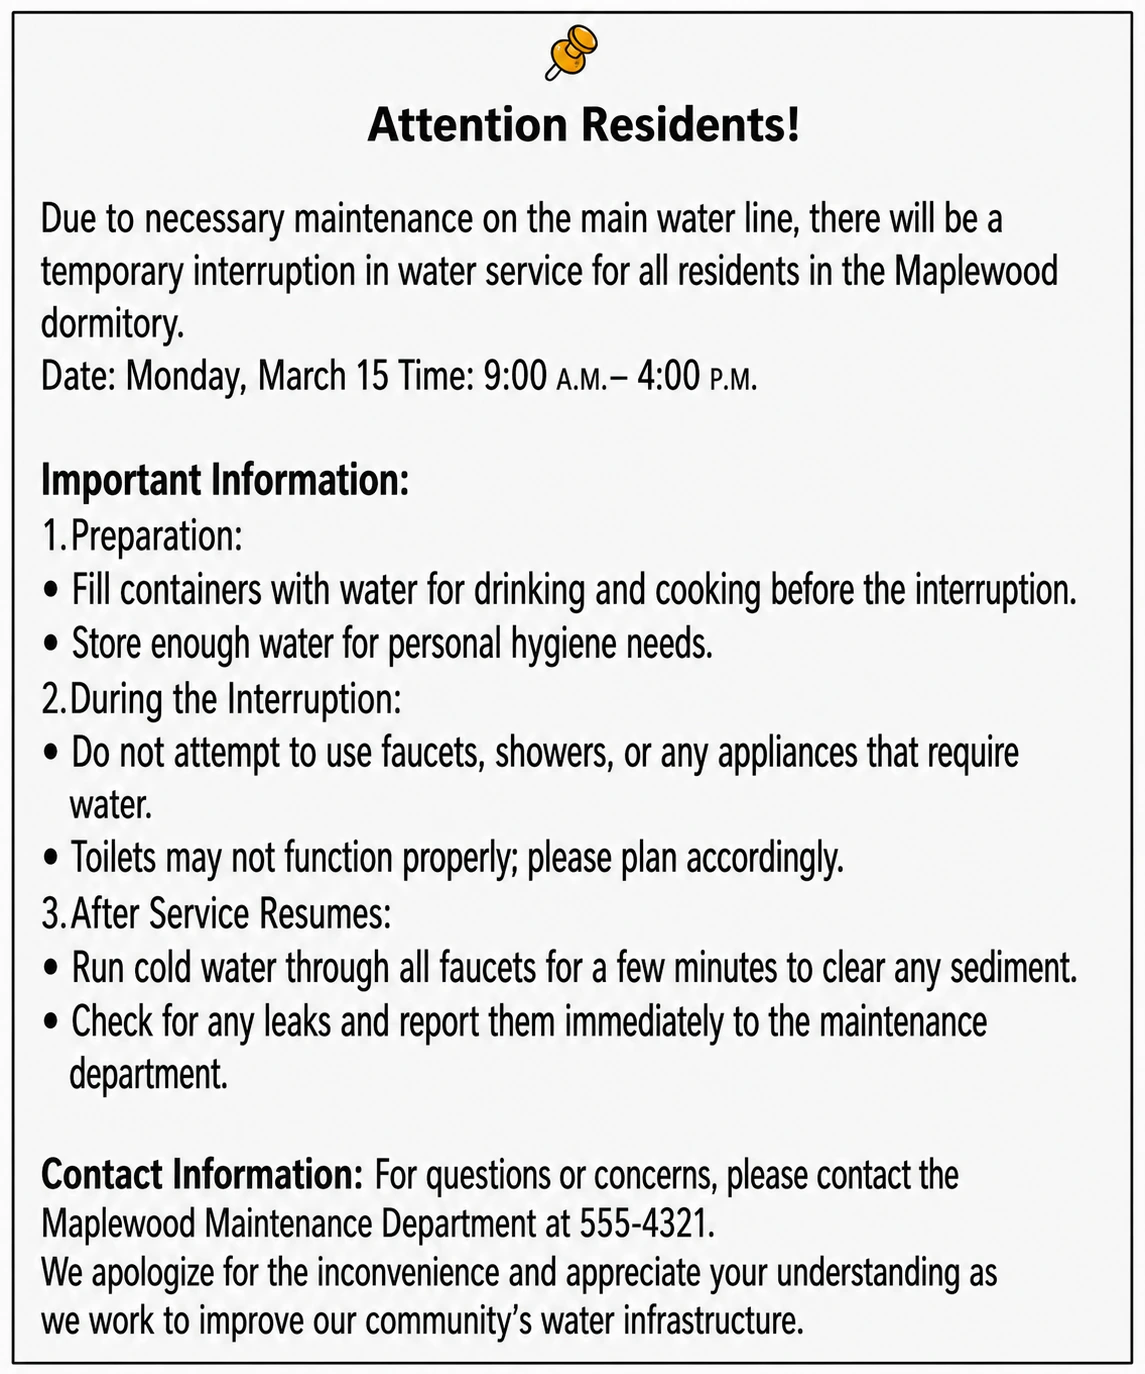 Attention Residents!
Due to necessary maintenance on the main water line, there will be a
temporary interruption in water service for all residents in the Maplewood
dormitory.
Date: Monday, March 15 Time: 9:00 A.M.– 4:00 P.M.
Important Information:
1.Preparation:
• Fill containers with water for drinking and cooking before the interruption.
• Store enough water for personal hygiene needs.
2.During the Interruption:
• Do not attempt to use faucets, showers, or any appliances that require
water.
• Toilets may not function properly; please plan accordingly.
3.After Service Resumes:
• Run cold water through all faucets for a few minutes to clear any sediment.
• Check for any leaks and report them immediately to the maintenance
department.
Contact Information: For questions or concerns, please contact the
Maplewood Maintenance Department at 555-4321.
We apologize for the inconvenience and appreciate your understanding as
we work to improve our community’s water infrastructure.